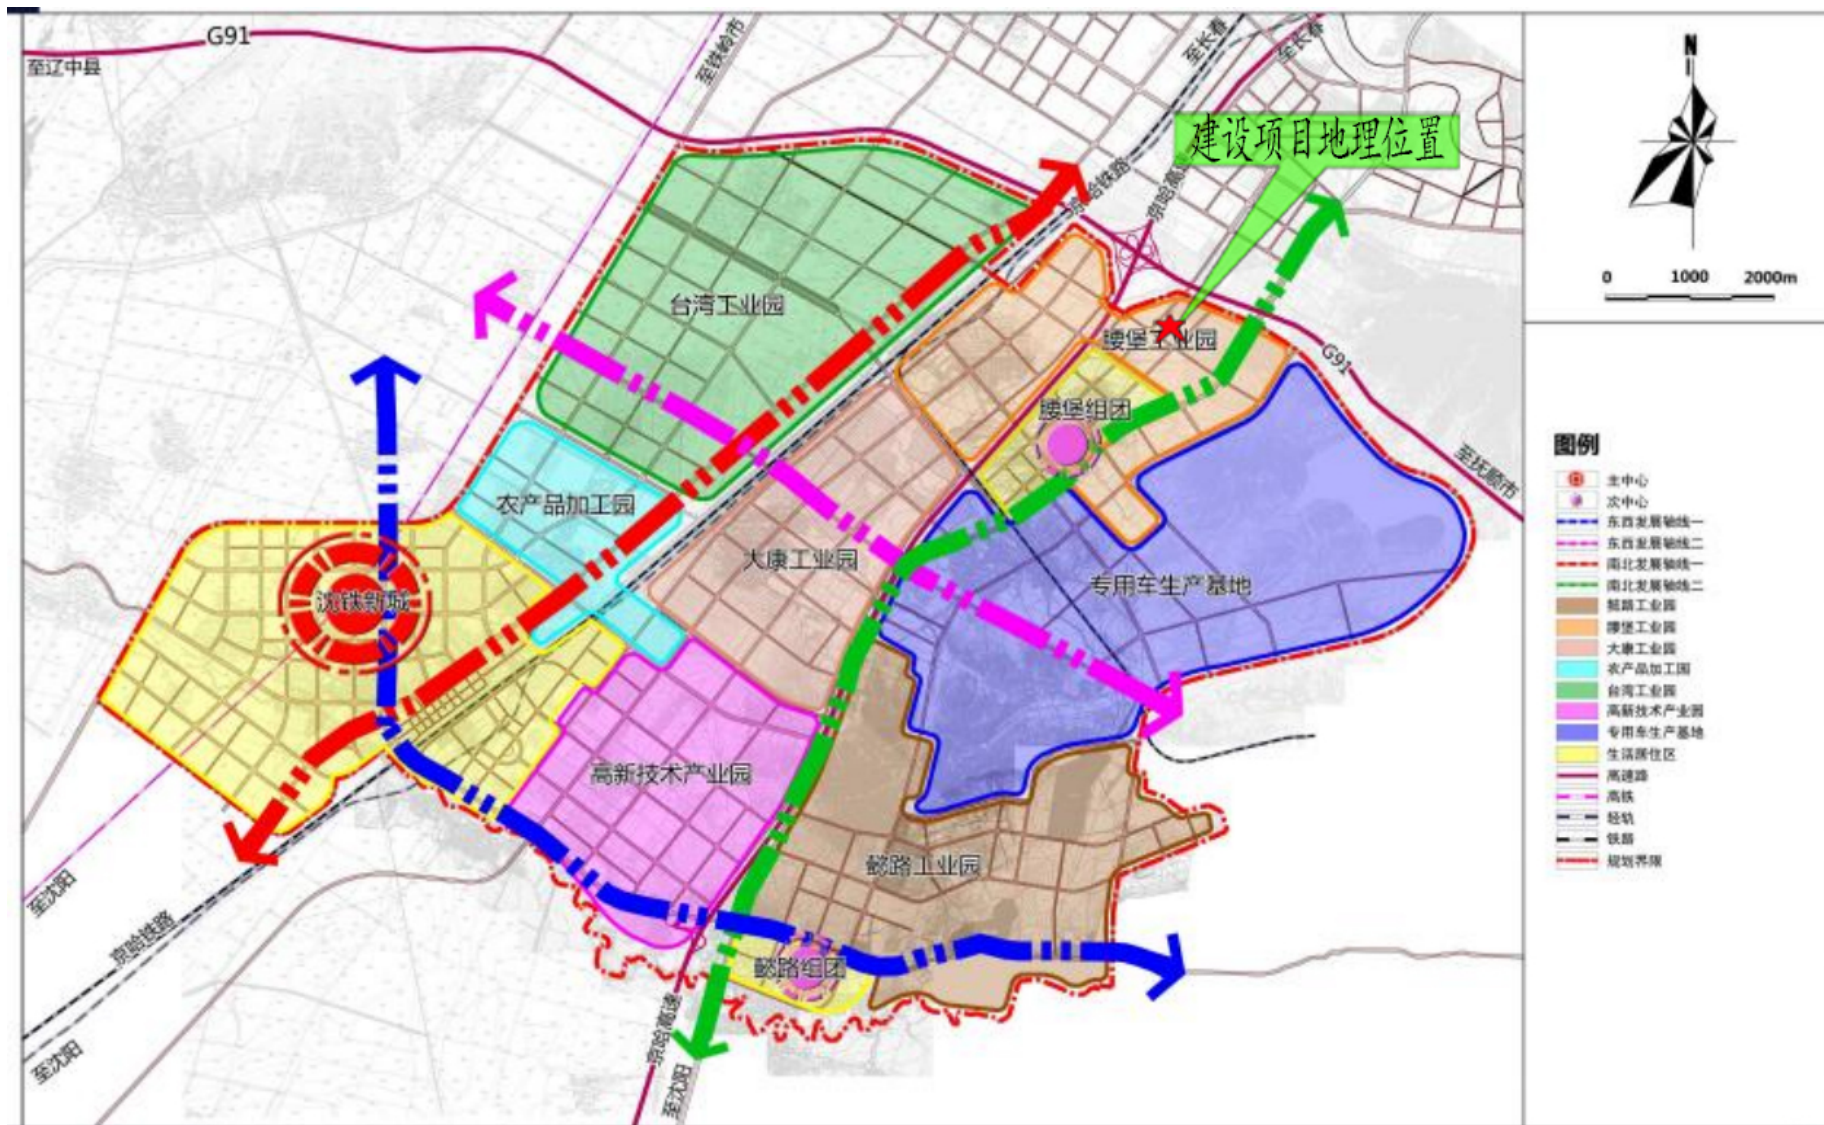 G91
至辽中县
至铁岭市
至长春
至长春
建设项目地理位置
京哈铁路
京哈高速
台湾工业园
腰堡工业园
G91
腰堡组团
至抚顺市
农产品加工园
大康工业园
专用车生产基地
沈铁新城
高新技术产业园
懿路工业园
懿路组团
至沈阳
京哈铁路
至沈阳
京哈高速
至沈阳
N
0 1000 2000m
图例
主中心
次中心
东西发展轴线一
东西发展轴线二
南北发展轴线一
南北发展轴线二
懿路工业园
腰堡工业园
大康工业园
农产品加工园
台湾工业园
高新技术产业园
专用车生产基地
生活居住区
高速路
高铁
轻轨
铁路
规划界限